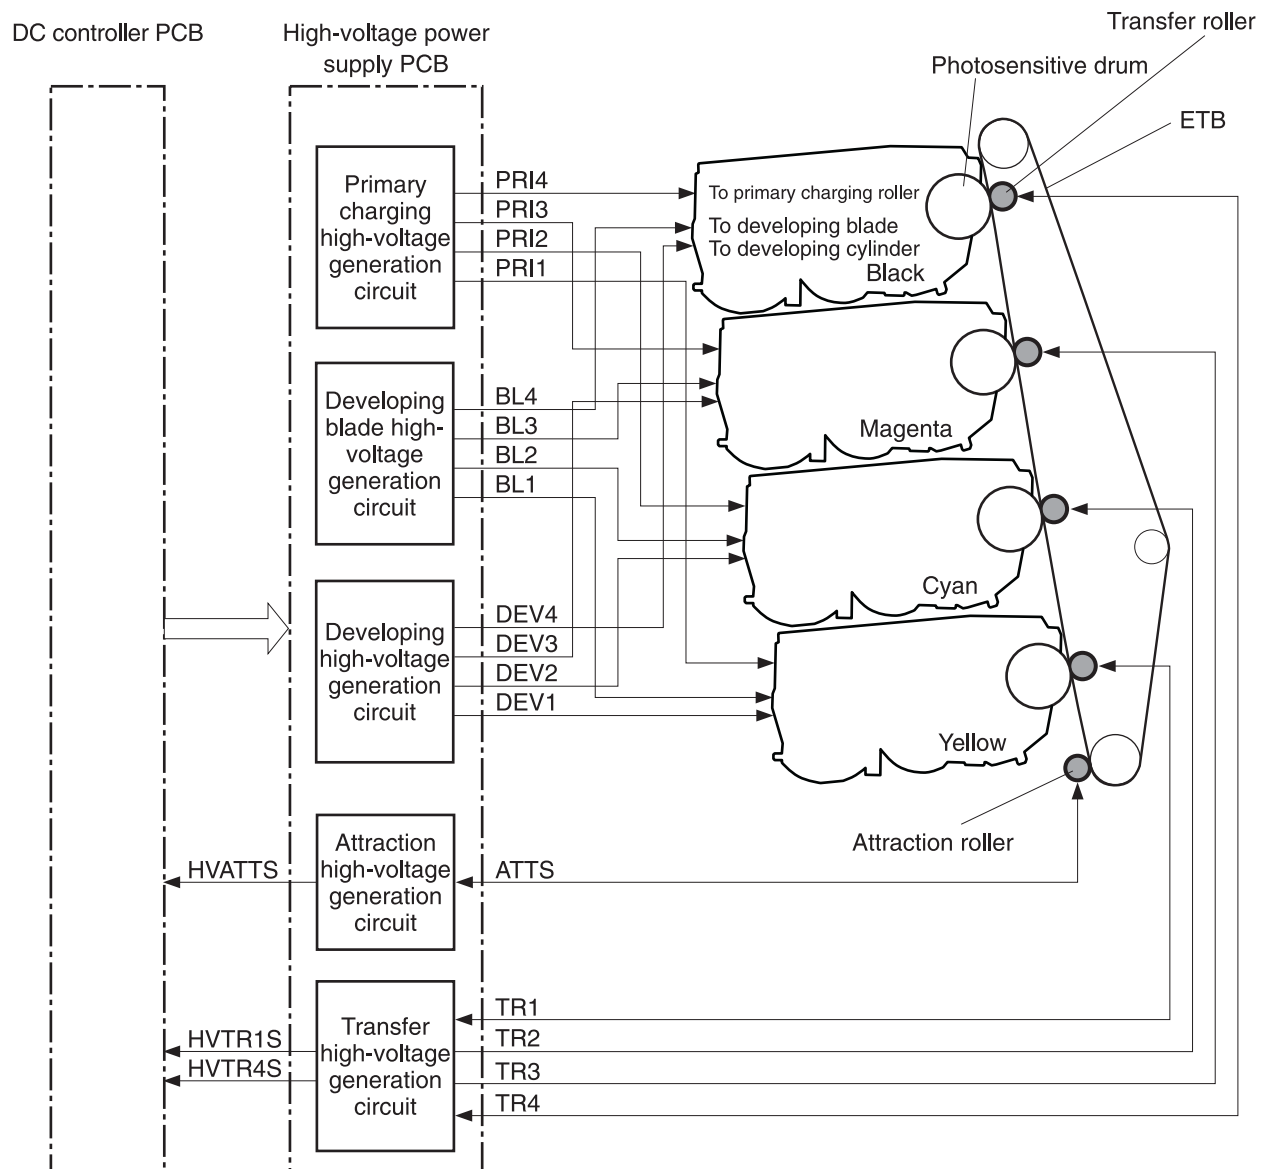 DC controller PCB
High-voltage power
supply PCB
Transfer roller
Photosensitive drum
ETB
Primary
charging
high-voltage
generation
circuit
PRI4
PRI3
PRI2
PRI1
To primary charging roller
To developing blade
To developing cylinder
Black
Developing
blade high-
voltage
generation
circuit
BL4
BL3
BL2
BL1
Magenta
Cyan
Developing
high-voltage
generation
circuit
DEV4
DEV3
DEV2
DEV1
Yellow
Attraction roller
Attraction
high-voltage
generation
circuit
HVATTS
ATTS
Transfer
high-voltage
generation
circuit
HVTR1S
HVTR4S
TR1
TR2
TR3
TR4